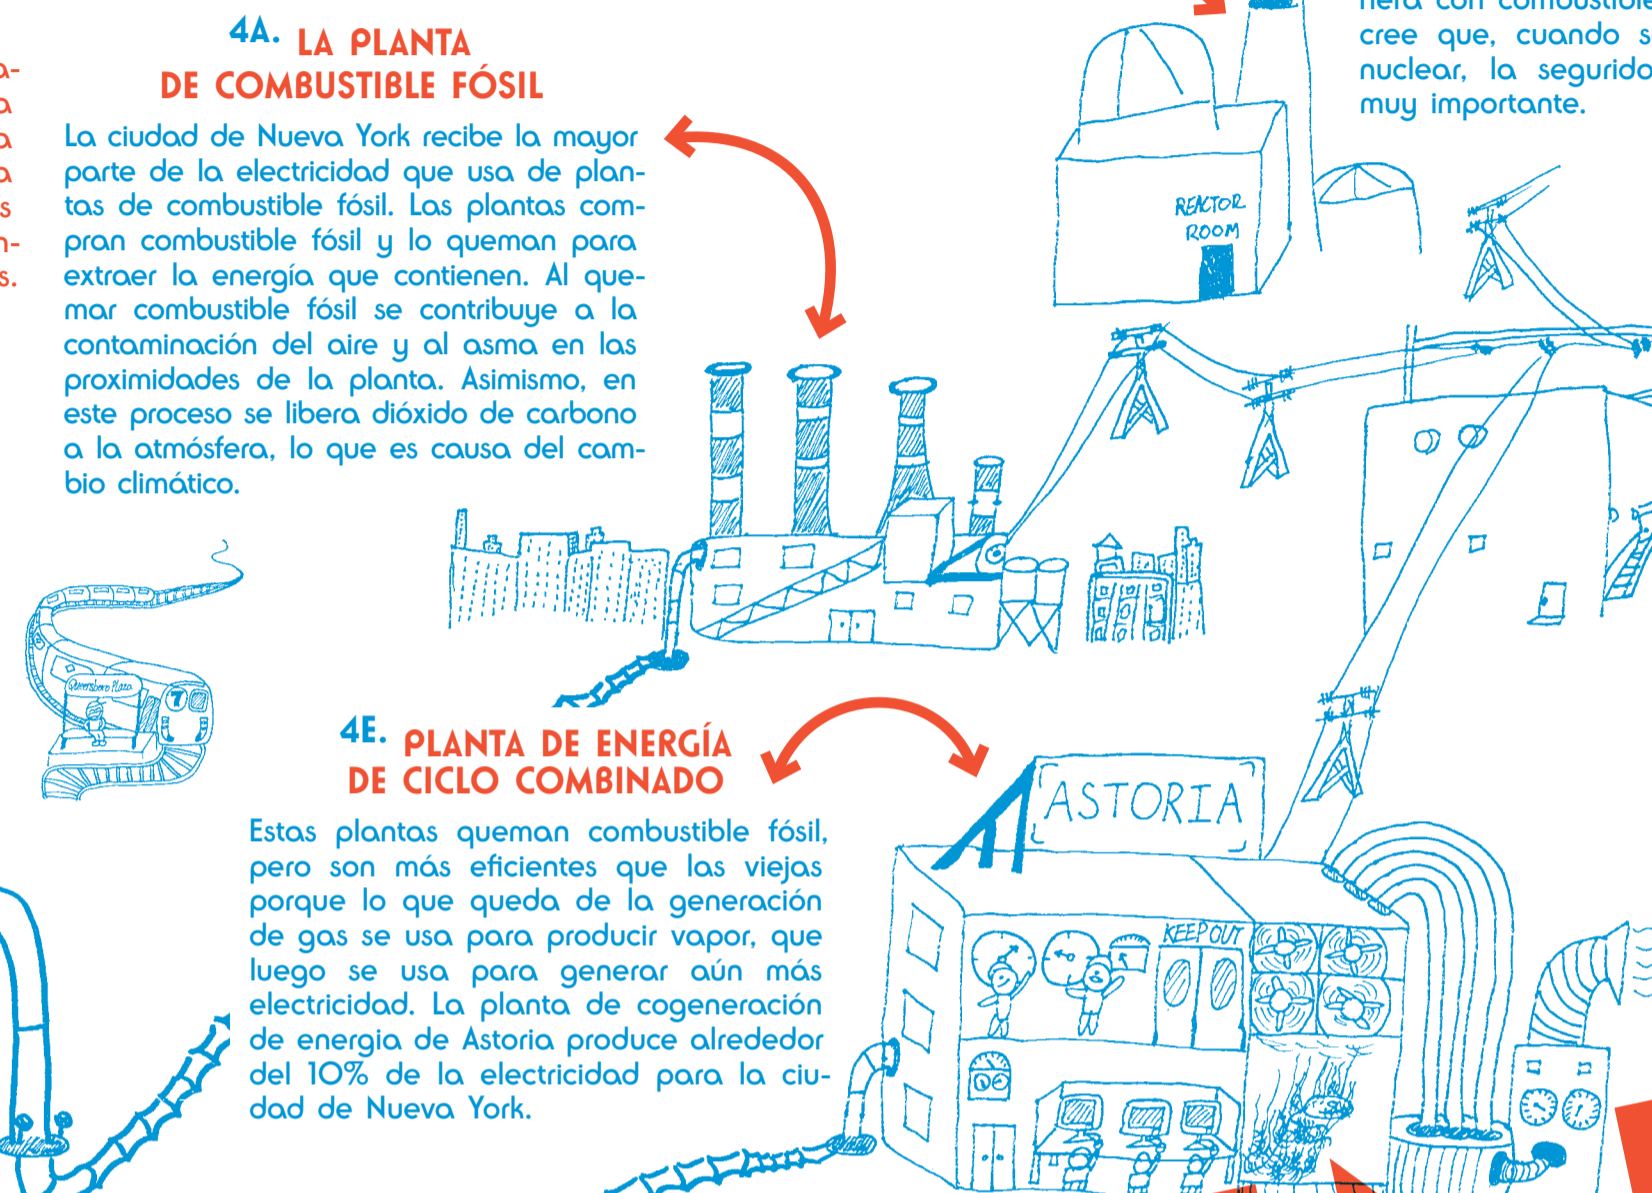 4A. LA PLANTA
DE COMBUSTIBLE FÓSIL
La ciudad de Nueva York recibe la mayor
parte de la electricidad que usa de plan-
tas de combustible fósil. Las plantas com-
pran combustible fósil y lo queman para
extraer la energía que contienen. Al que-
mar combustible fósil se contribuye a la
contaminación del aire y al asma en las
proximidades de la planta. Asimismo, en
este proceso se libera dióxido de carbono
a la atmósfera, lo que es causa del cam-
bio climático.
cree que, cuando s
nuclear, la segurida
muy importante.
REACTOR
ROOM
Queensboro Plaza
7
4E. PLANTA DE ENERGÍA
DE CICLO COMBINADO
Estas plantas queman combustible fósil,
pero son más eficientes que las viejas
porque lo que queda de la generación
de gas se usa para producir vapor, que
luego se usa para generar aún más
electricidad. La planta de cogeneración
de energia de Astoria produce alrededor
del 10% de la electricidad para la ciu-
dad de Nueva York.
ASTORIA
KEEP OUT